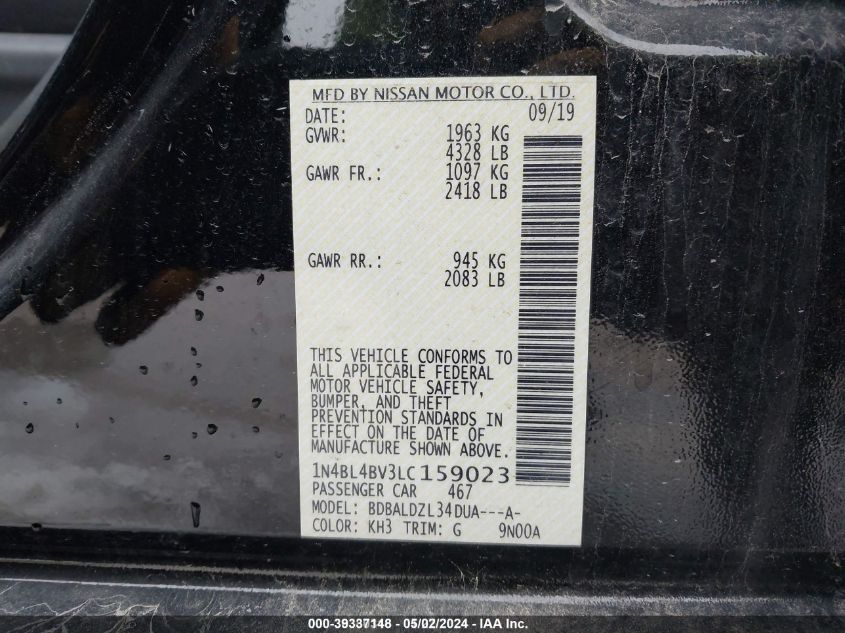 MFD BY NISSAN MOTOR CO., LTD.
DATE: 09/19
GVWR: 1963 KG
4328 LB
GAWR FR.: 1097 KG
2418 LB
GAWR RR.: 945 KG
2083 LB
THIS VEHICLE CONFORMS TO
ALL APPLICABLE FEDERAL
MOTOR VEHICLE SAFETY,
BUMPER, AND THEFT
PREVENTION STANDARDS IN
EFFECT ON THE DATE OF
MANUFACTURE SHOWN ABOVE.
1N4BL4BV3LC159023
PASSENGER CAR 467
MODEL: BDBALDZL34DUA---A-
COLOR: KH3 TRIM: G 9N00A
000-39337148 - 05/02/2024 - IAA Inc.